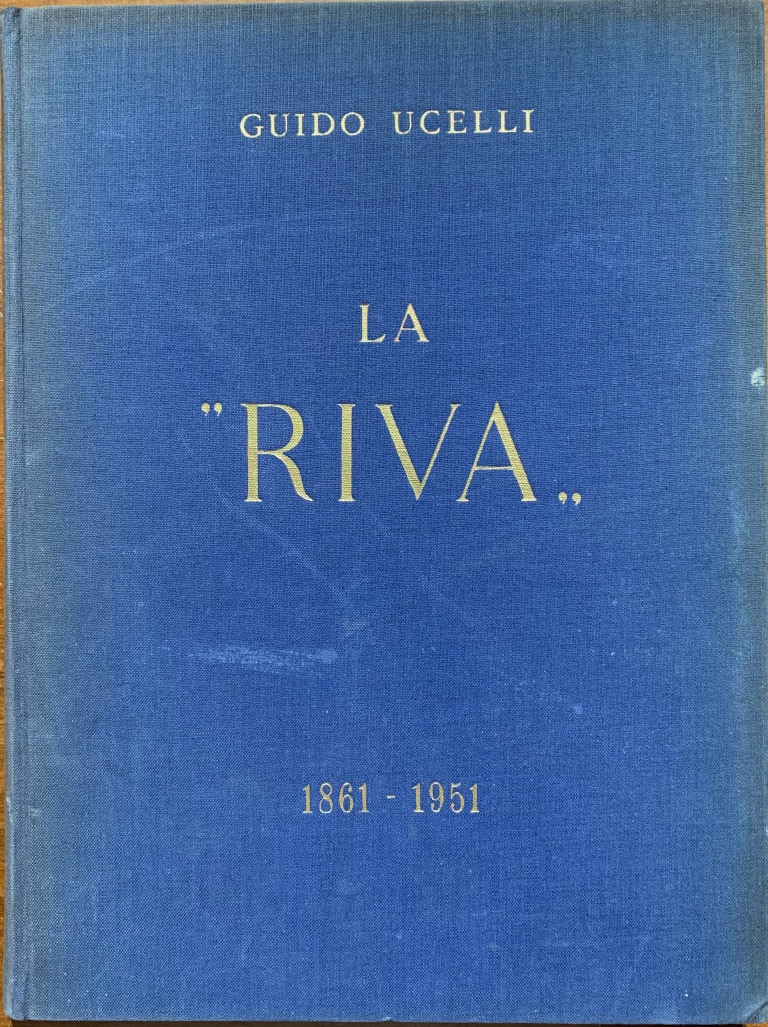 GUIDO UCELLI
LA
”RIVA„
1861 - 1951